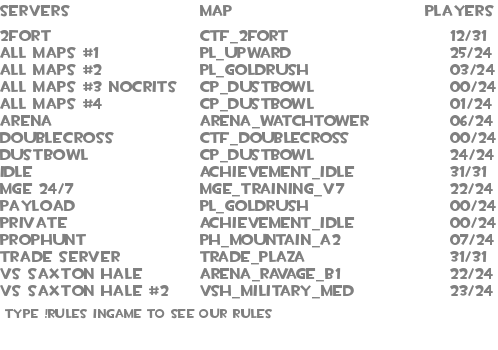 SERVERS MAP PLAYERS
2FORT CTF_2FORT 12/31
ALL MAPS #1 PL_UPWARD 25/24
ALL MAPS #2 PL_GOLDRUSH 03/24
ALL MAPS #3 NOCRITS CP_DUSTBOWL 00/24
ALL MAPS #4 CP_DUSTBOWL 01/24
ARENA ARENA_WATCHTOWER 06/24
DOUBLECROSS CTF_DOUBLECROSS 00/24
DUSTBOWL CP_DUSTBOWL 24/24
IDLE ACHIEVEMENT_IDLE 31/31
MGE 24/7 MGE_TRAINING_V7 22/24
PAYLOAD PL_GOLDRUSH 00/24
PRIVATE ACHIEVEMENT_IDLE 00/24
PROPHUNT PH_MOUNTAIN_A2 07/24
TRADE SERVER TRADE_PLAZA 31/31
VS SAXTON HALE ARENA_RAVAGE_B1 22/24
VS SAXTON HALE #2 VSH_MILITARY_MED 23/24
TYPE !RULES INGAME TO SEE OUR RULES